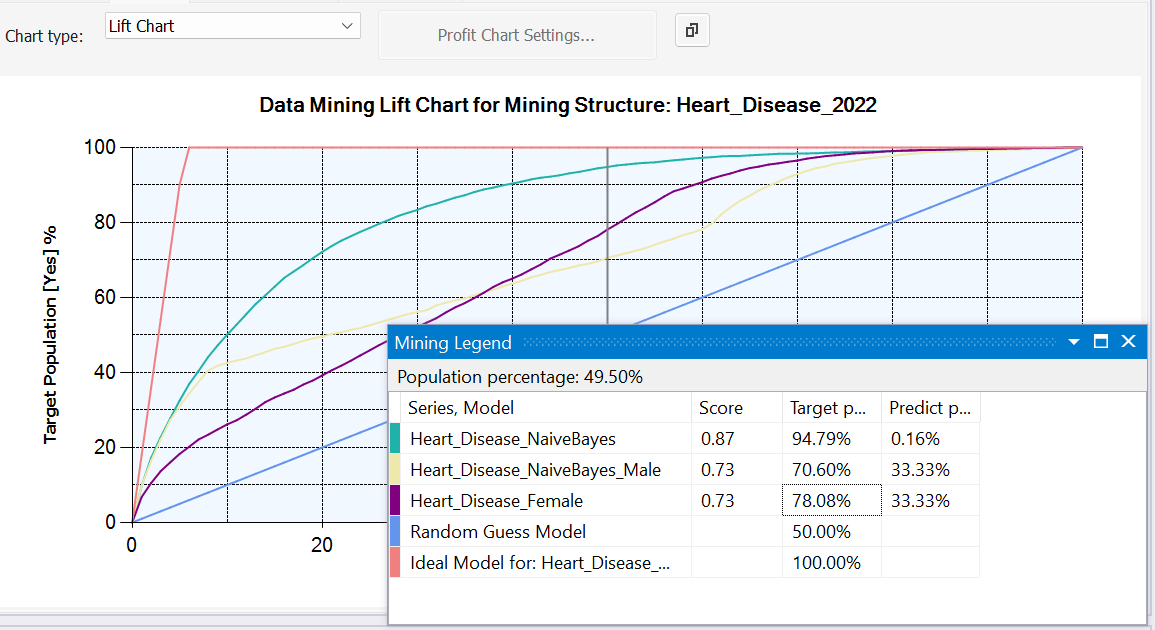 Chart type: Lift Chart Profit Chart Settings...
Data Mining Lift Chart for Mining Structure: Heart_Disease_2022
Target Population [Yes] %
100
80
60
40
20
0
0 20
Mining Legend
Population percentage: 49.50%
Series, Model Score Target p... Predict p...
Heart_Disease_NaiveBayes 0.87 94.79% 0.16%
Heart_Disease_NaiveBayes_Male 0.73 70.60% 33.33%
Heart_Disease_Female 0.73 78.08% 33.33%
Random Guess Model 50.00%
Ideal Model for: Heart_Disease_... 100.00%